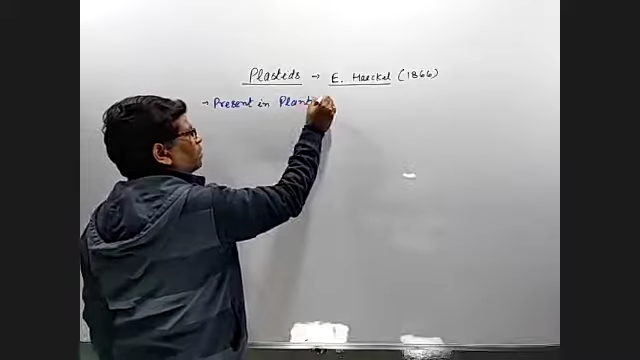 Plastids → E. Haeckel (1866)
→ Present in Plant